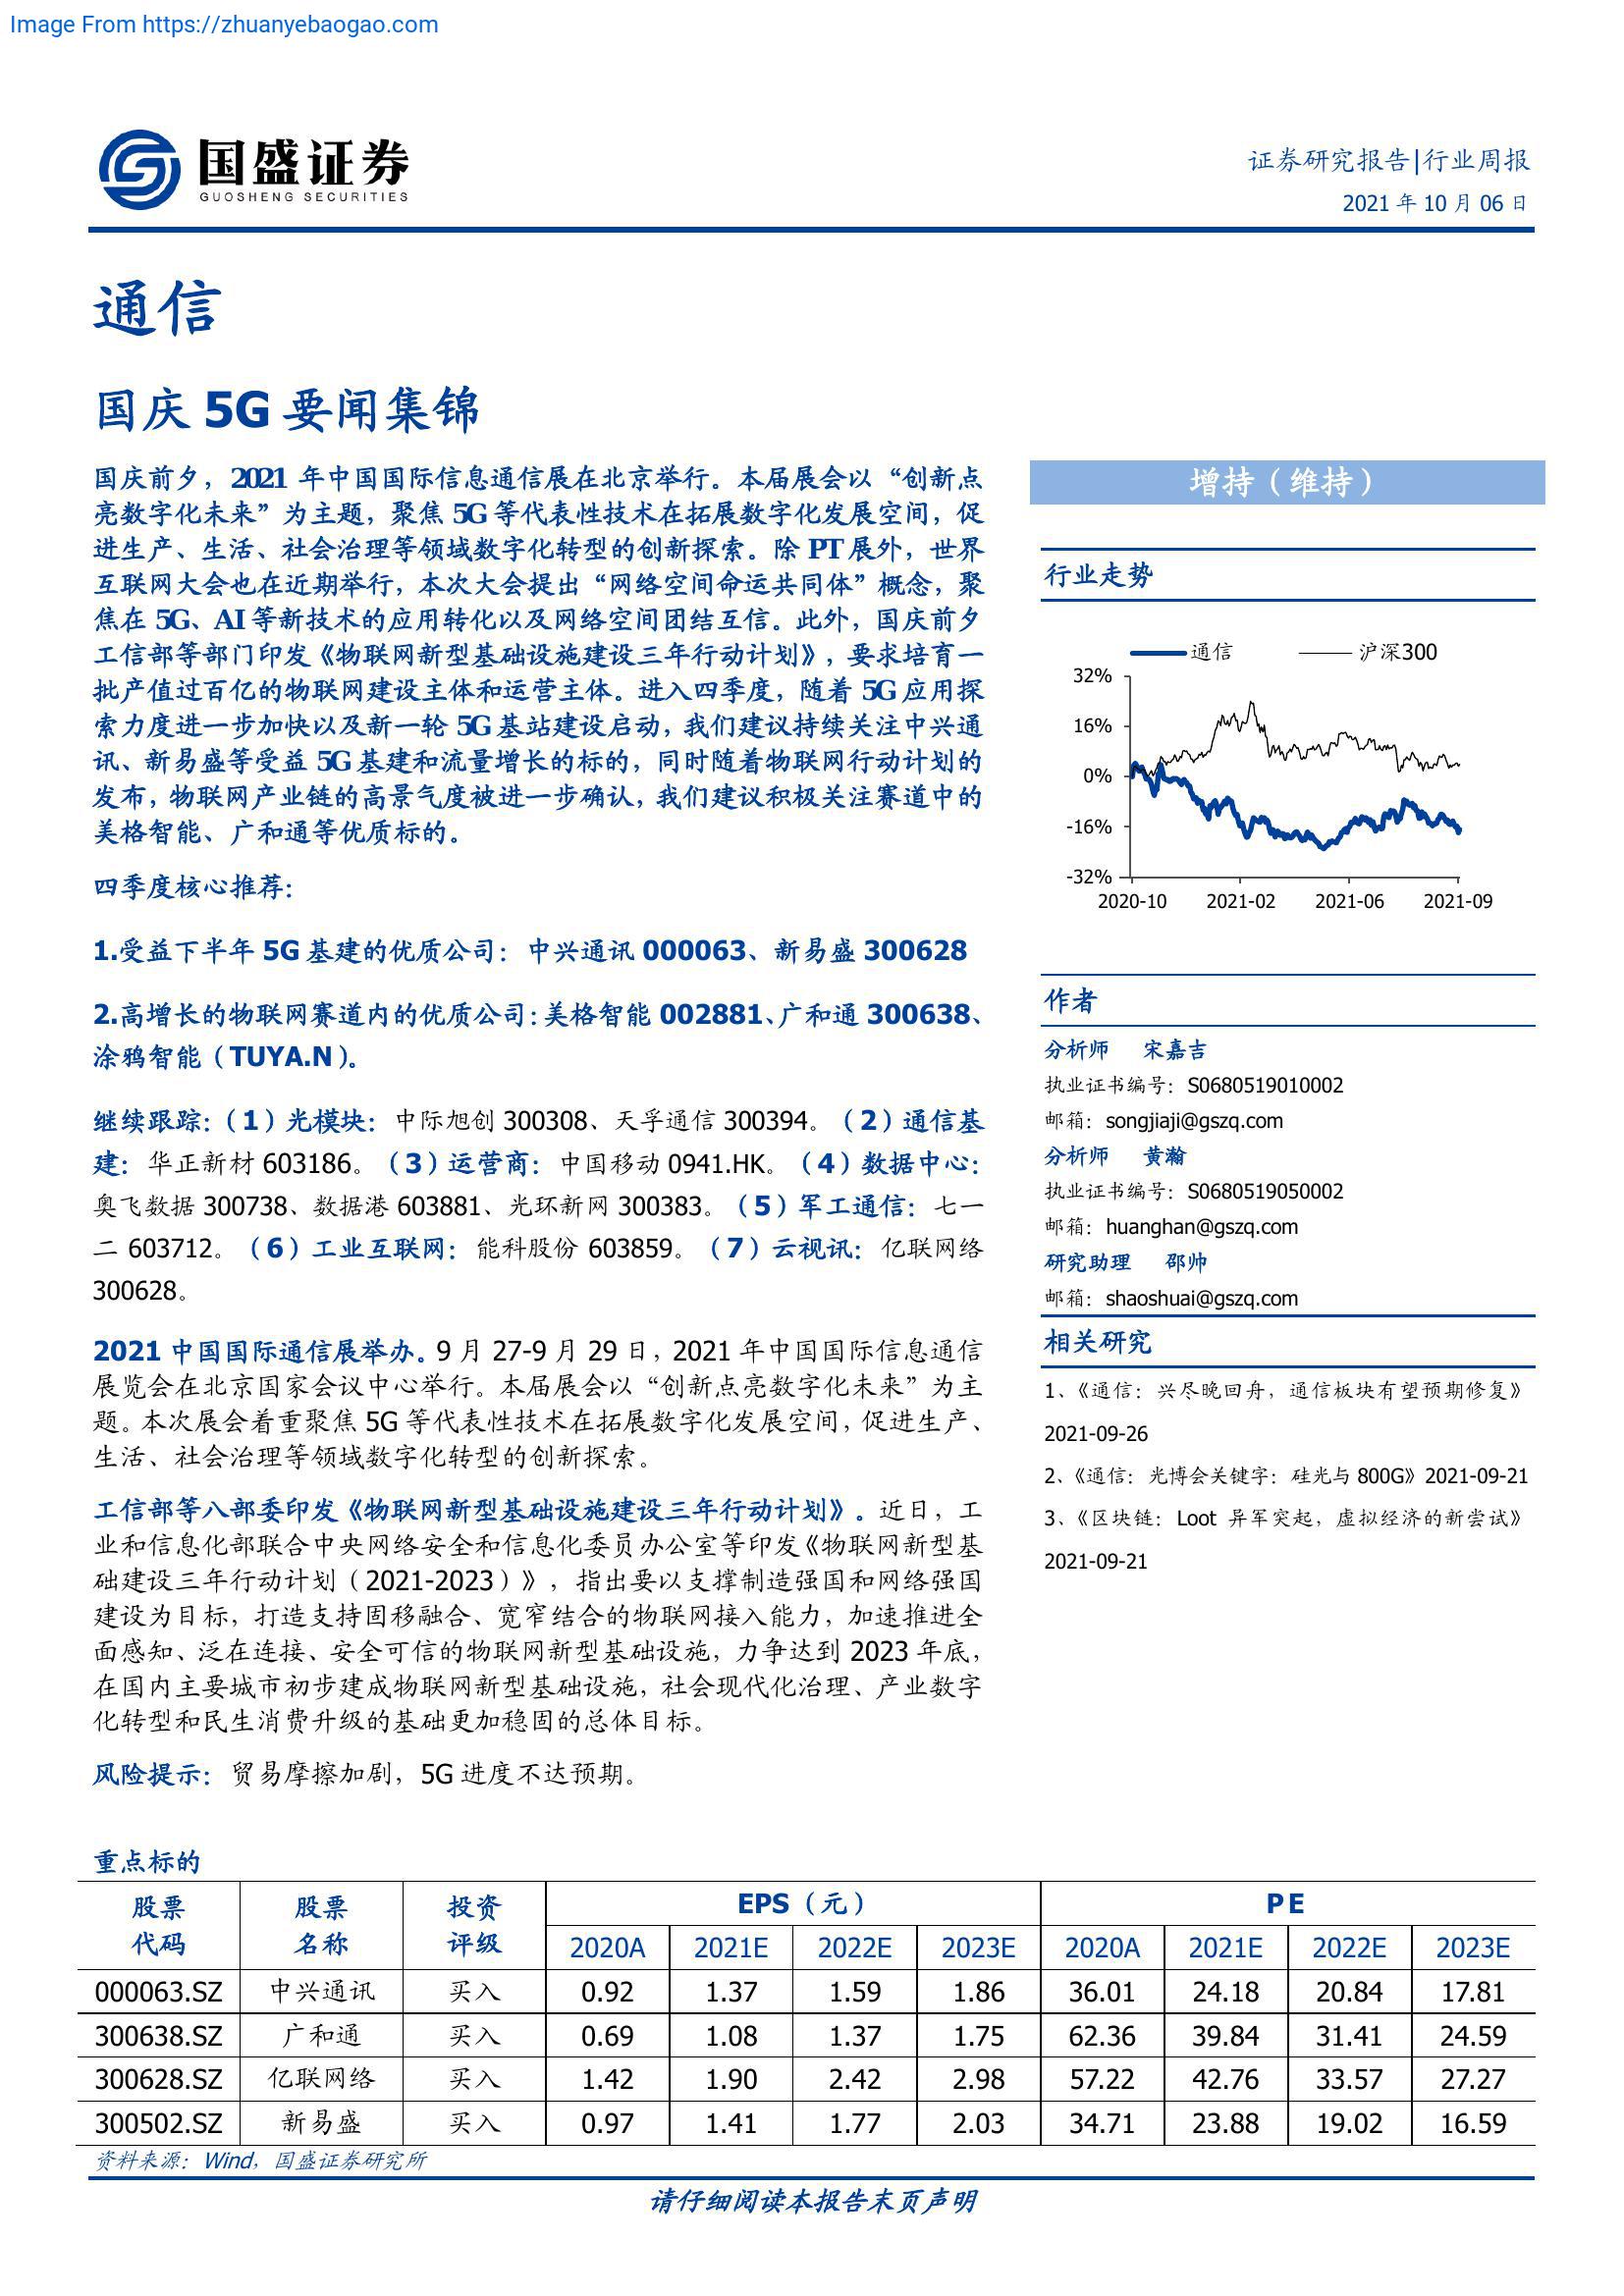 Image From https://zhuanyebaogao.com
国盛证券
GUOSHENG SECURITIES
证券研究报告|行业周报
2021 年 10 月 06 日
通信
国庆 5G 要闻集锦
国庆前夕，2021 年中国国际信息通信展在北京举行。本届展会以“创新点
亮数字化未来”为主题，聚焦 5G 等代表性技术在拓展数字化发展空间，促
进生产、生活、社会治理等领域数字化转型的创新探索。除 PT 展外，世界
互联网大会也在近期举行，本次大会提出“网络空间命运共同体”概念，聚
焦在 5G、AI 等新技术的应用转化以及网络空间团结互信。此外，国庆前夕
工信部等部门印发《物联网新型基础设施建设三年行动计划》，要求培育一
批产值过百亿的物联网建设主体和运营主体。进入四季度，随着 5G 应用探
索力度进一步加快以及新一轮 5G 基站建设启动，我们建议持续关注中兴通
讯、新易盛等受益 5G 基建和流量增长的标的，同时随着物联网行动计划的
发布，物联网产业链的高景气度被进一步确认，我们建议积极关注赛道中的
美格智能、广和通等优质标的。
四季度核心推荐：
1.受益下半年 5G 基建的优质公司：中兴通讯 000063、新易盛 300628
2.高增长的物联网赛道内的优质公司：美格智能 002881、广和通 300638、
涂鸦智能（TUYA.N）。
继续跟踪：（1）光模块：中际旭创 300308、天孚通信 300394。（2）通信基
建：华正新材 603186。（3）运营商：中国移动 0941.HK。（4）数据中心：
奥飞数据 300738、数据港 603881、光环新网 300383。（5）军工通信：七一
二 603712。（6）工业互联网：能科股份 603859。（7）云视讯：亿联网络
300628。
2021 中国国际通信展举办。9 月 27-9 月 29 日，2021 年中国国际信息通信
展览会在北京国家会议中心举行。本届展会以“创新点亮数字化未来”为主
题。本次展会着重聚焦 5G 等代表性技术在拓展数字化发展空间，促进生产、
生活、社会治理等领域数字化转型的创新探索。
工信部等八部委印发《物联网新型基础设施建设三年行动计划》。近日，工
业和信息化部联合中央网络安全和信息化委员办公室等印发《物联网新型基
础建设三年行动计划（2021-2023）》，指出要以支撑制造强国和网络强国
建设为目标，打造支持固移融合、宽窄结合的物联网接入能力，加速推进全
面感知、泛在连接、安全可信的物联网新型基础设施，力争达到 2023 年底，
在国内主要城市初步建成物联网新型基础设施，社会现代化治理、产业数字
化转型和民生消费升级的基础更加稳固的总体目标。
风险提示：贸易摩擦加剧，5G 进度不达预期。
增持（维持）
行业走势
通信 沪深300
32%
16%
0%
-16%
-32%
2020-10 2021-02 2021-06 2021-09
作者
分析师 宋嘉吉
执业证书编号：S0680519010002
邮箱：songjiaji@gszq.com
分析师 黄瀚
执业证书编号：S0680519050002
邮箱：huanghan@gszq.com
研究助理 邵帅
邮箱：shaoshuai@gszq.com
相关研究
1、《通信：兴尽晚回舟，通信板块有望预期修复》
2021-09-26
2、《通信：光博会关键字：硅光与 800G》2021-09-21
3、《区块链：Loot 异军突起，虚拟经济的新尝试》
2021-09-21
重点标的
股票 股票 投资 EPS（元） P E
代码 名称 评级 2020A 2021E 2022E 2023E 2020A 2021E 2022E 2023E
000063.SZ 中兴通讯 买入 0.92 1.37 1.59 1.86 36.01 24.18 20.84 17.81
300638.SZ 广和通 买入 0.69 1.08 1.37 1.75 62.36 39.84 31.41 24.59
300628.SZ 亿联网络 买入 1.42 1.90 2.42 2.98 57.22 42.76 33.57 27.27
300502.SZ 新易盛 买入 0.97 1.41 1.77 2.03 34.71 23.88 19.02 16.59
资料来源：Wind，国盛证券研究所
请仔细阅读本报告末页声明